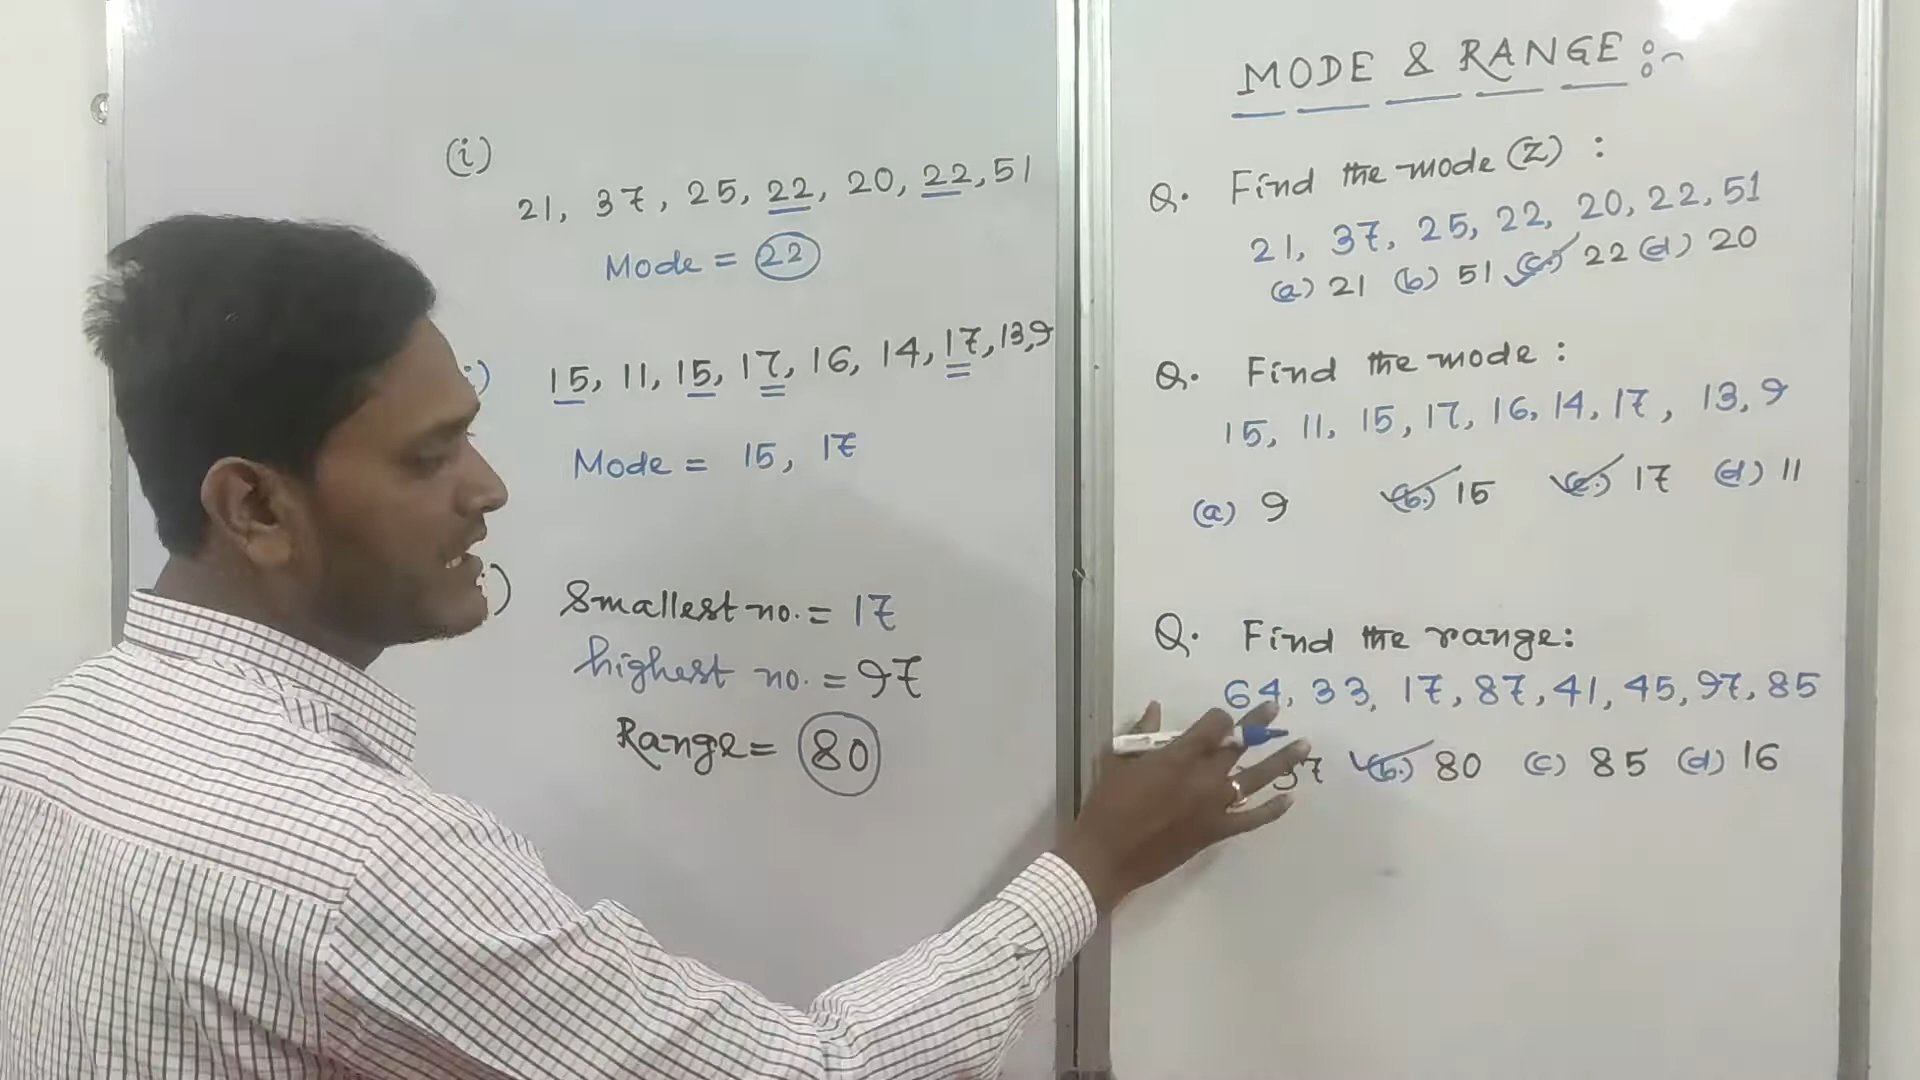 (i)
21, 37, 25, 22, 20, 22, 51
Mode = 22
15, 11, 15, 17, 16, 14, 17, 13, 9
Mode = 15, 17
Smallest no. = 17
highest no. = 97
Range = 80
MODE & RANGE :-
Q. Find the mode (Z) :
21, 37, 25, 22, 20, 22, 51
(a) 21 (b) 51 (c) 22 (d) 20
Q. Find the mode :
15, 11, 15, 17, 16, 14, 17, 13, 9
(a) 9 (b) 15 (c) 17 (d) 11
Q. Find the range:
64, 33, 17, 87, 41, 45, 97, 85
(b) 80 (c) 85 (d) 16